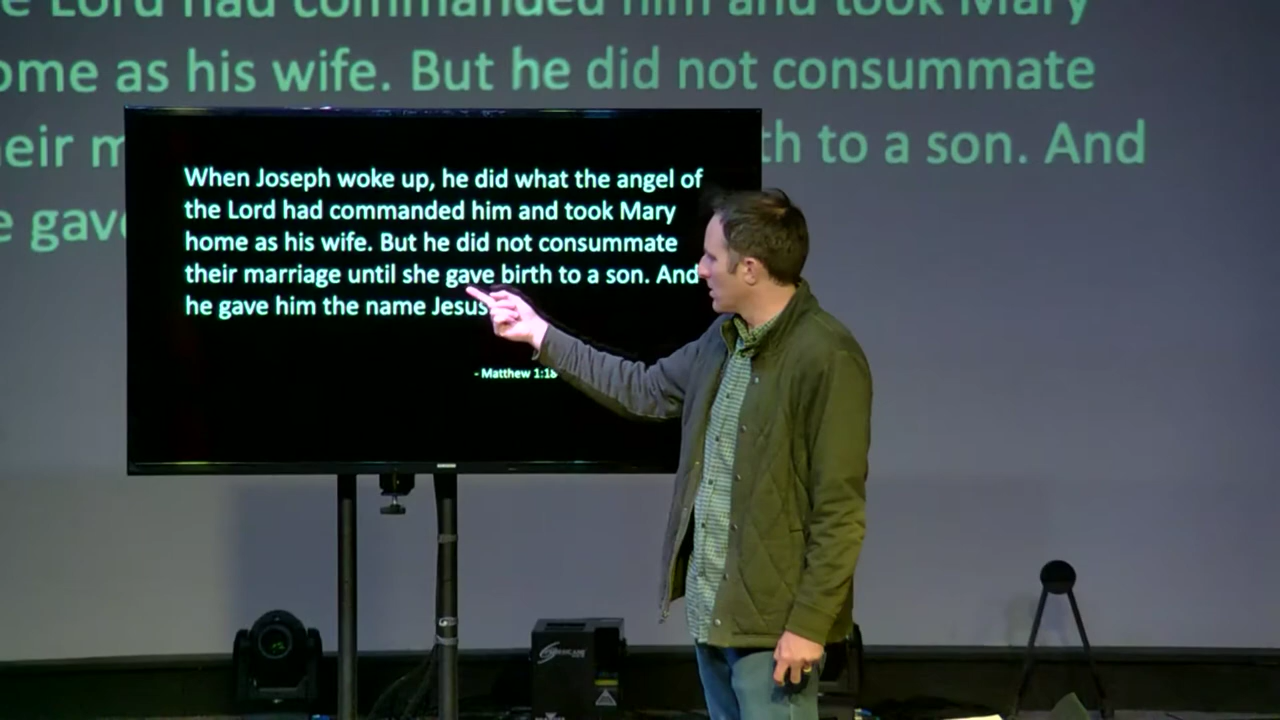 e Lord had commanded him and took Mary
ome as his wife. But he did not consummate
eir m th to a son. And
e gave
When Joseph woke up, he did what the angel of
the Lord had commanded him and took Mary
home as his wife. But he did not consummate
their marriage until she gave birth to a son. And
he gave him the name Jesus
- Matthew 1:18